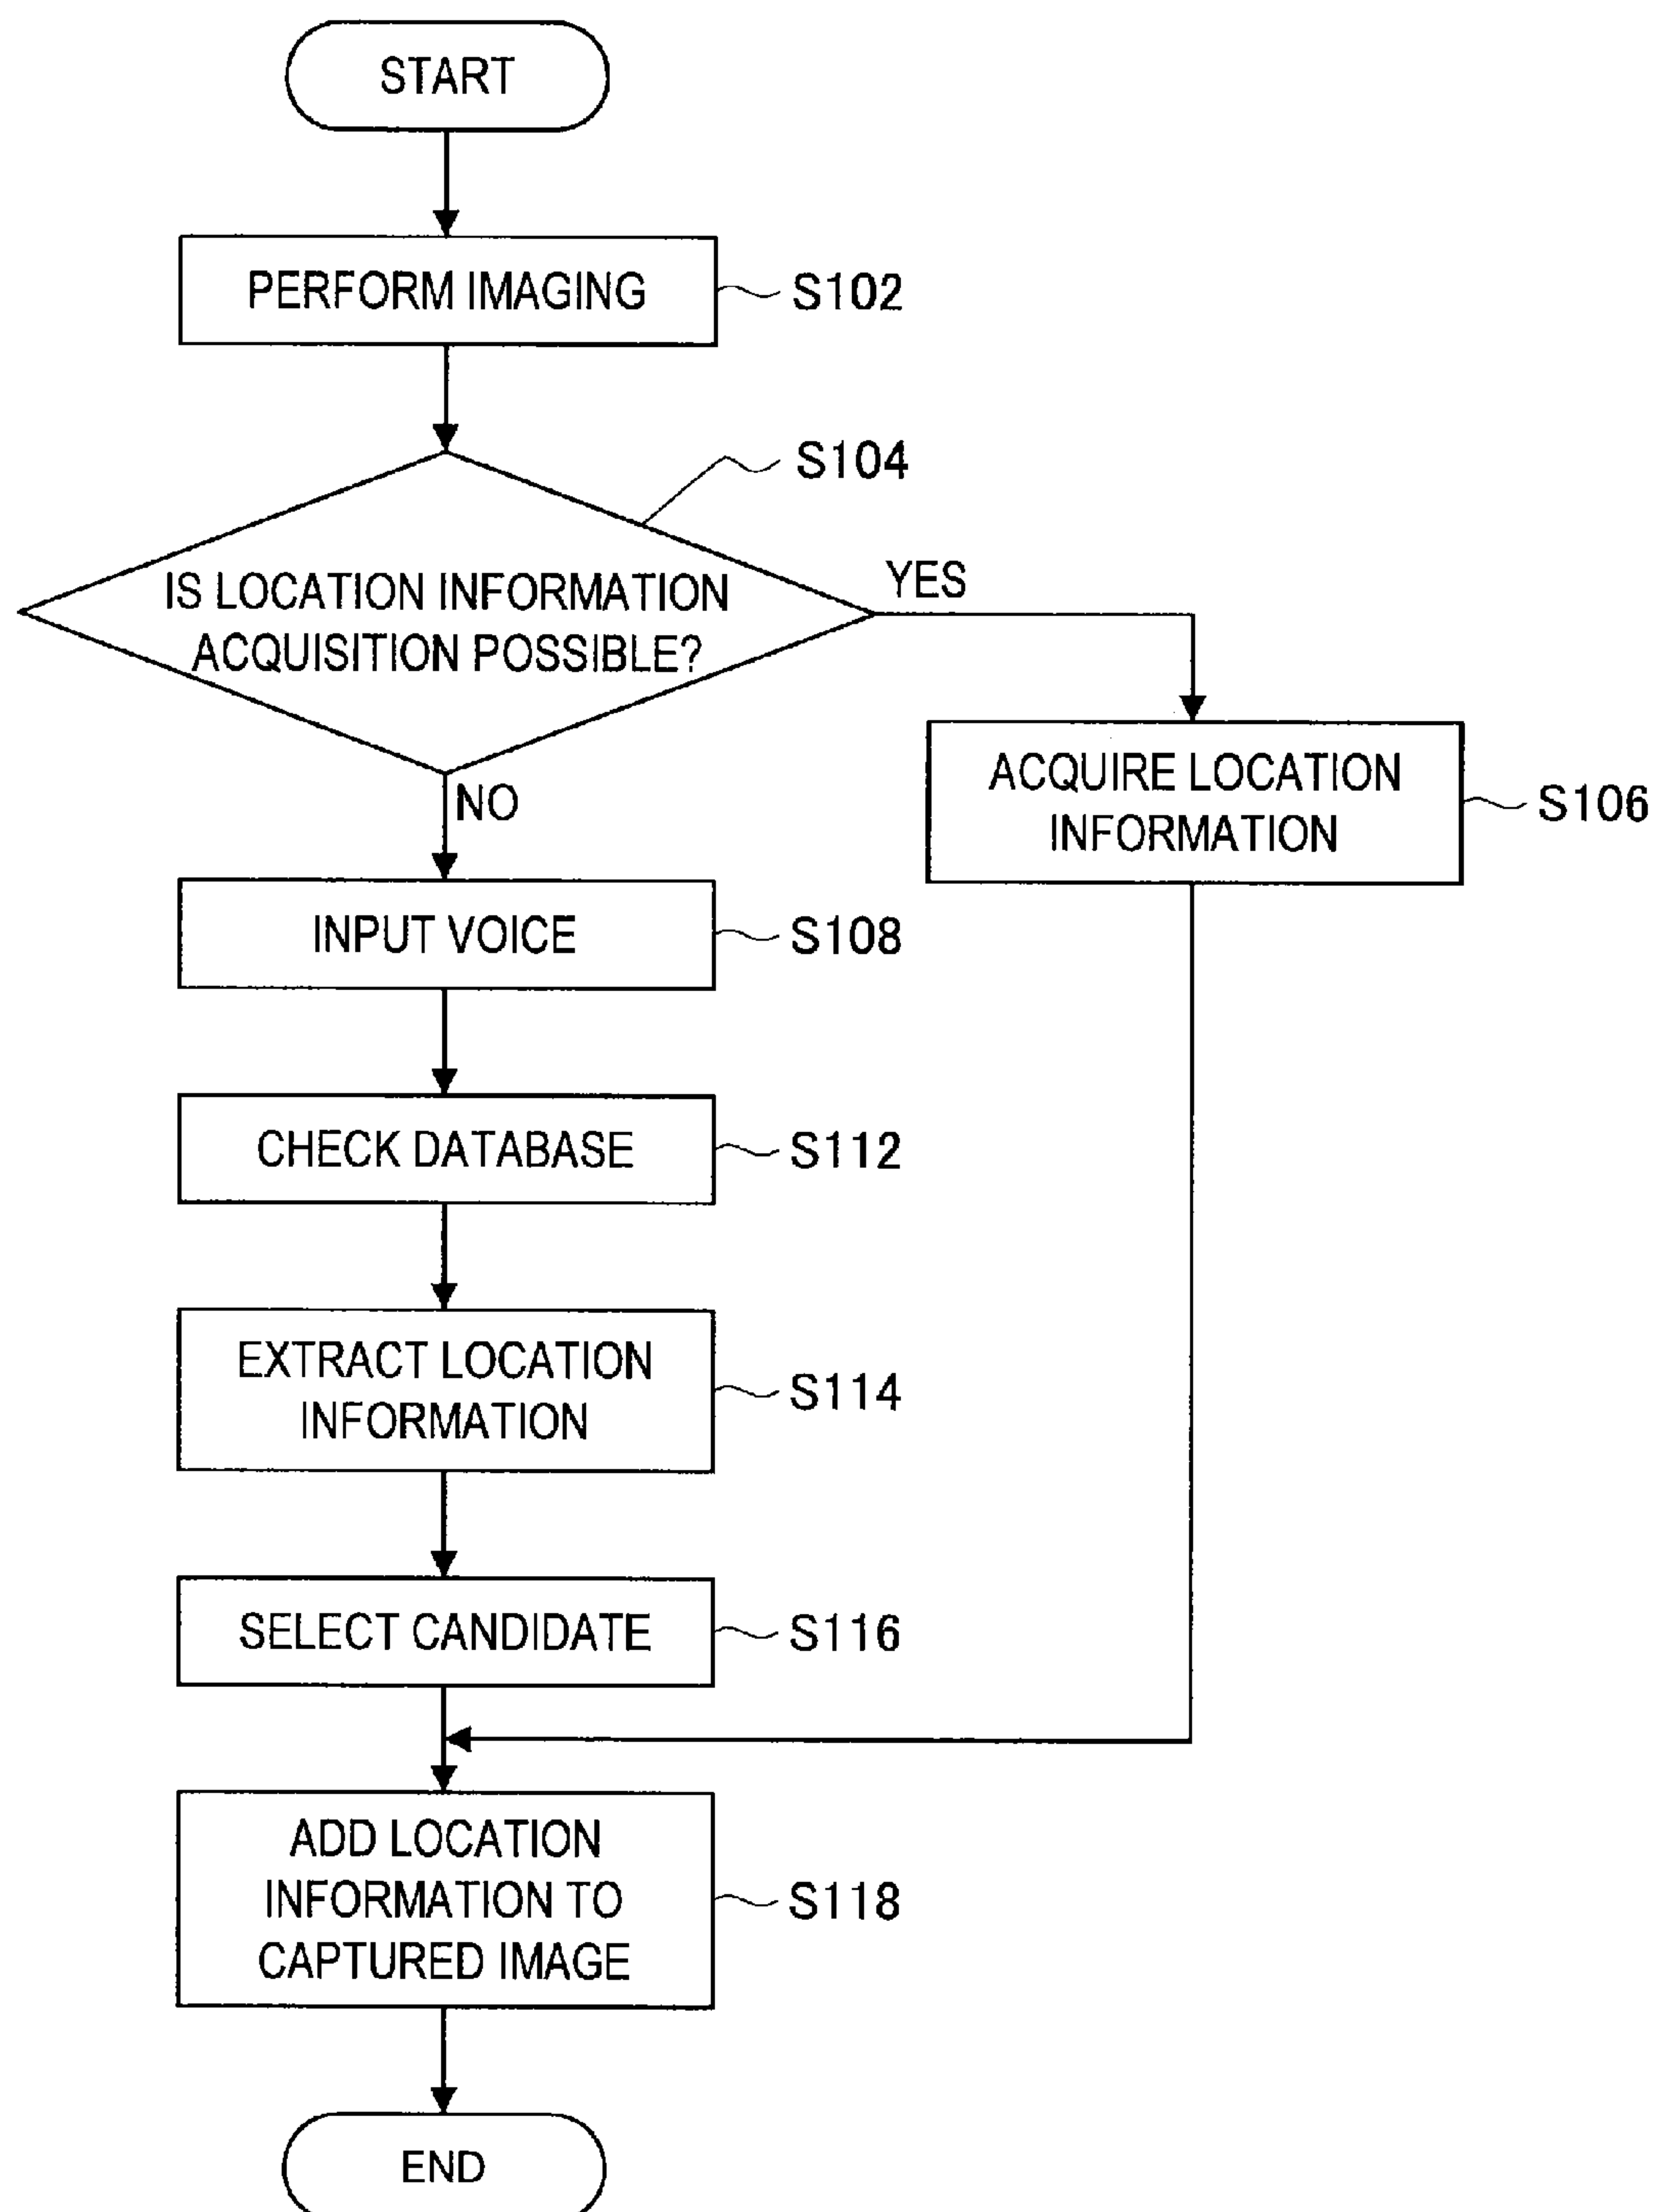 START
PERFORM IMAGING
S102
S104
IS LOCATION INFORMATION
ACQUISITION POSSIBLE?
YES
NO
ACQUIRE LOCATION
INFORMATION
S106
INPUT VOICE
S108
CHECK DATABASE
S112
EXTRACT LOCATION
INFORMATION
S114
SELECT CANDIDATE
S116
ADD LOCATION
INFORMATION TO
CAPTURED IMAGE
S118
END